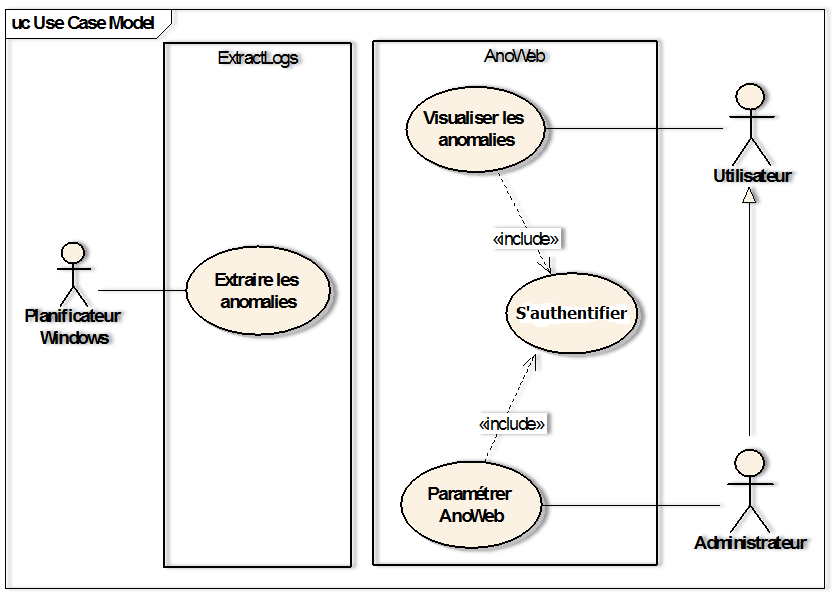 uc Use Case Model
ExtractLogs
AnoWeb
Visualiser les
anomalies
Utilisateur
«include»
Extraire les
anomalies
Planificateur
Windows
S'authentifier
«include»
Paramétrer
AnoWeb
Administrateur